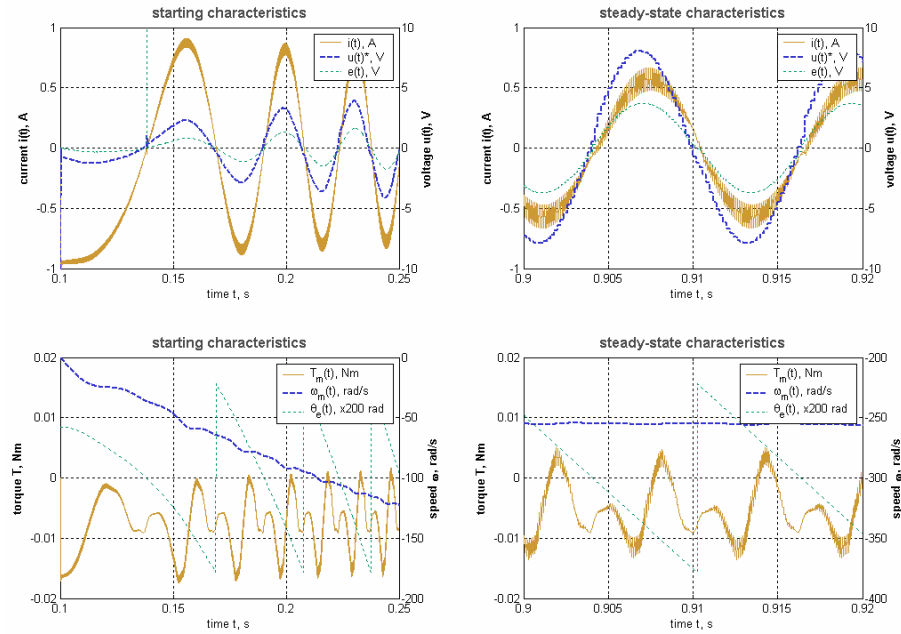 starting characteristics
1
0.5
0
-0.5
-1
10
5
0
-5
-10
0.1
0.15
0.2
0.25
current i(t), A
voltage u(t), V
time t, s
i(t), A
u(t)*, V
e(t), V
steady-state characteristics
1
0.5
0
-0.5
-1
10
5
0
-5
-10
0.9
0.905
0.91
0.915
0.92
current i(t), A
voltage u(t), V
time t, s
i(t), A
u(t)*, V
e(t), V
starting characteristics
0.02
0.01
0
-0.01
-0.02
0
-50
-100
-150
-200
0.1
0.15
0.2
0.25
torque T, Nm
speed ω, rad/s
time t, s
Tm(t), Nm
ωm(t), rad/s
θe(t), x200 rad
steady-state characteristics
0.02
0.01
0
-0.01
-0.02
-200
-250
-300
-350
-400
0.9
0.905
0.91
0.915
0.92
torque T, Nm
speed ω, rad/s
time t, s
Tm(t), Nm
ωm(t), rad/s
θe(t), x200 rad